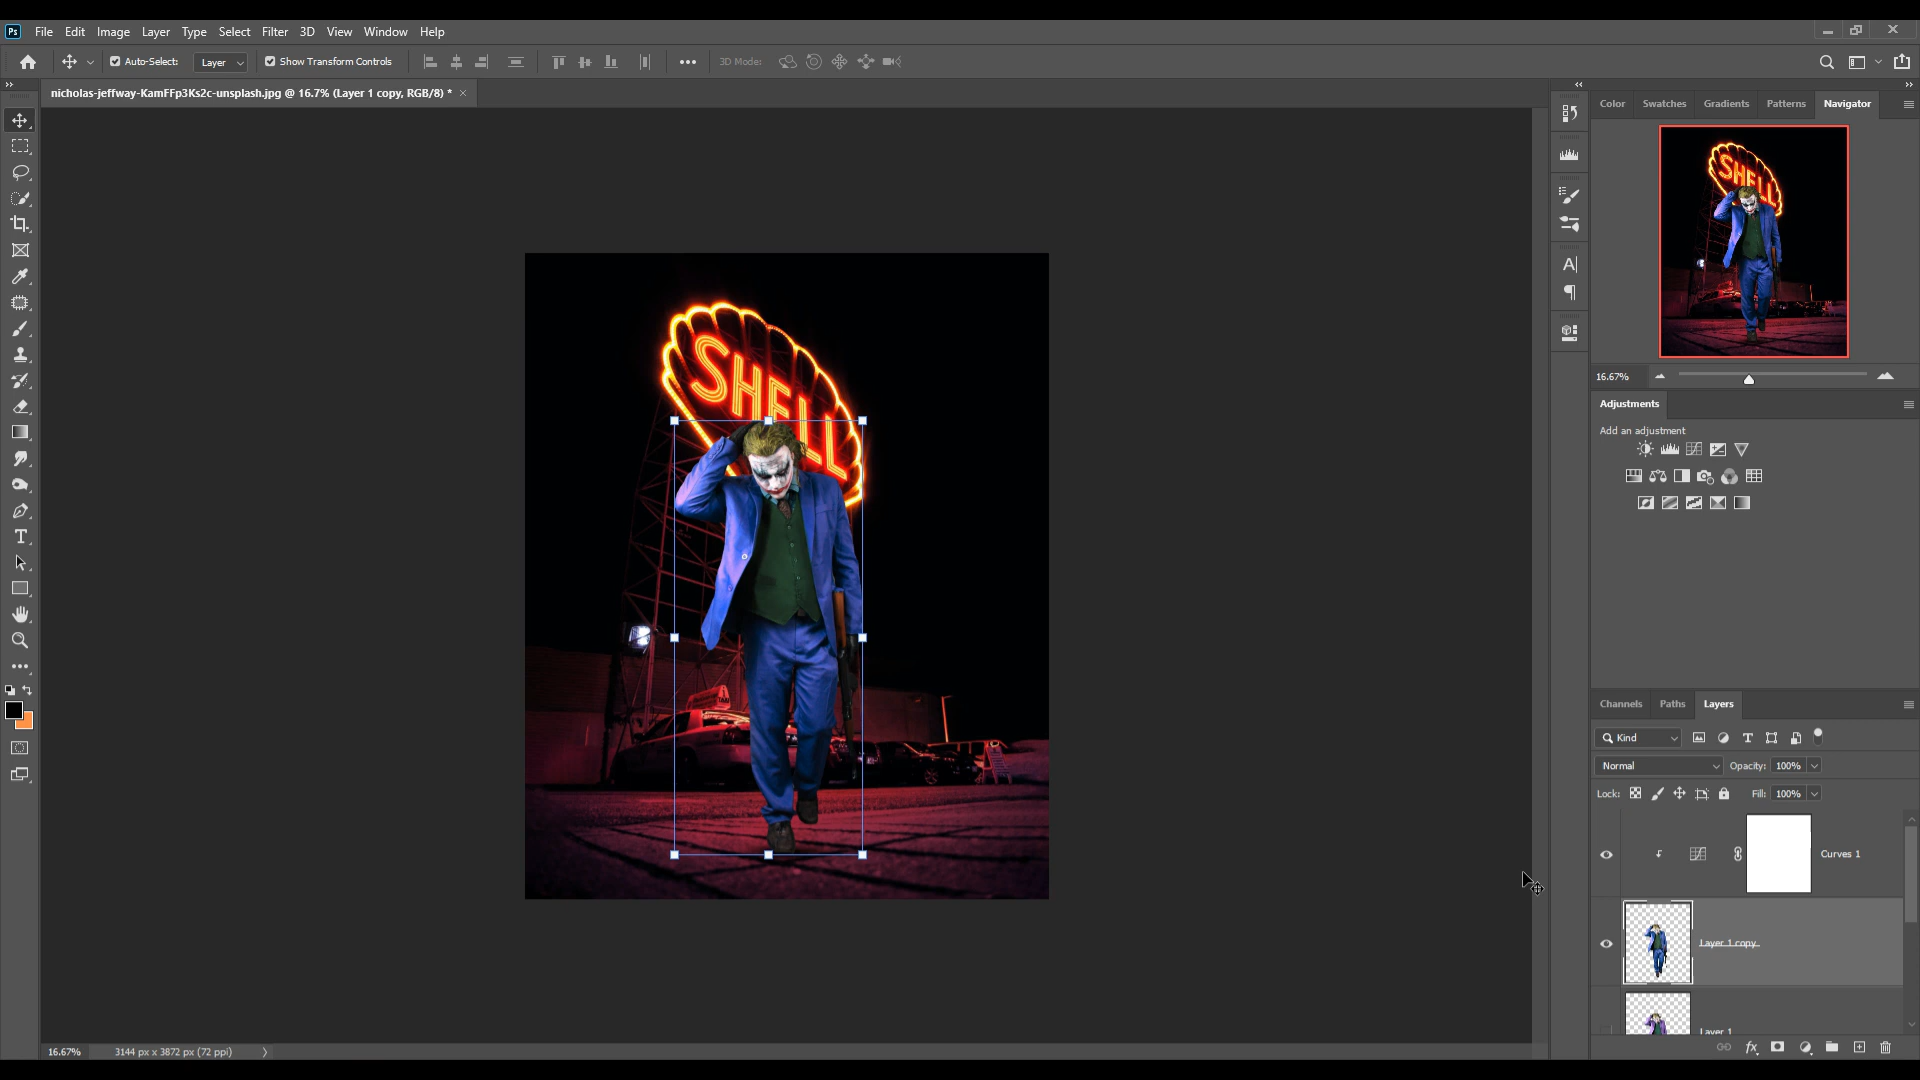 Ps File Edit Image Layer Type Select Filter 3D View Window Help
Auto-Select: Layer Show Transform Controls 3D Mode:
nicholas-jeffway-KamFFp3Ks2c-unsplash.jpg @ 16.7% (Layer 1 copy, RGB/8) *
Color Swatches Gradients Patterns Navigator
SHELL
SHELL
16.67%
Adjustments
Add an adjustment
Channels Paths Layers
Kind
Normal Opacity: 100%
Lock: Fill: 100%
Curves 1
Layer 1 copy
Layer 1
fx
16.67% 3144 px x 3872 px (72 ppi)